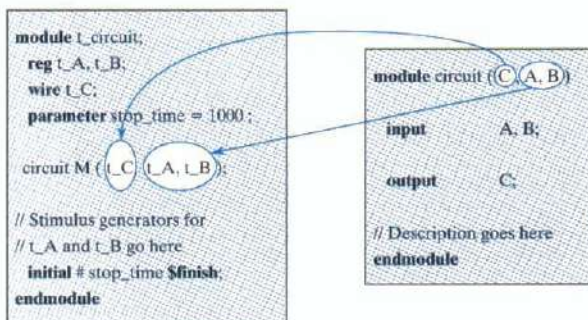 module t_circuit;
reg t_A, t_B;
wire t_C;
parameter stop_time = 1000 ;
circuit M ( t_C t_A, t_B );
// Stimulus generators for
// t_A and t_B go here
initial # stop_time $finish;
endmodule
module circuit ( C, A, B )
input A, B;
output C;
// Description goes here
endmodule